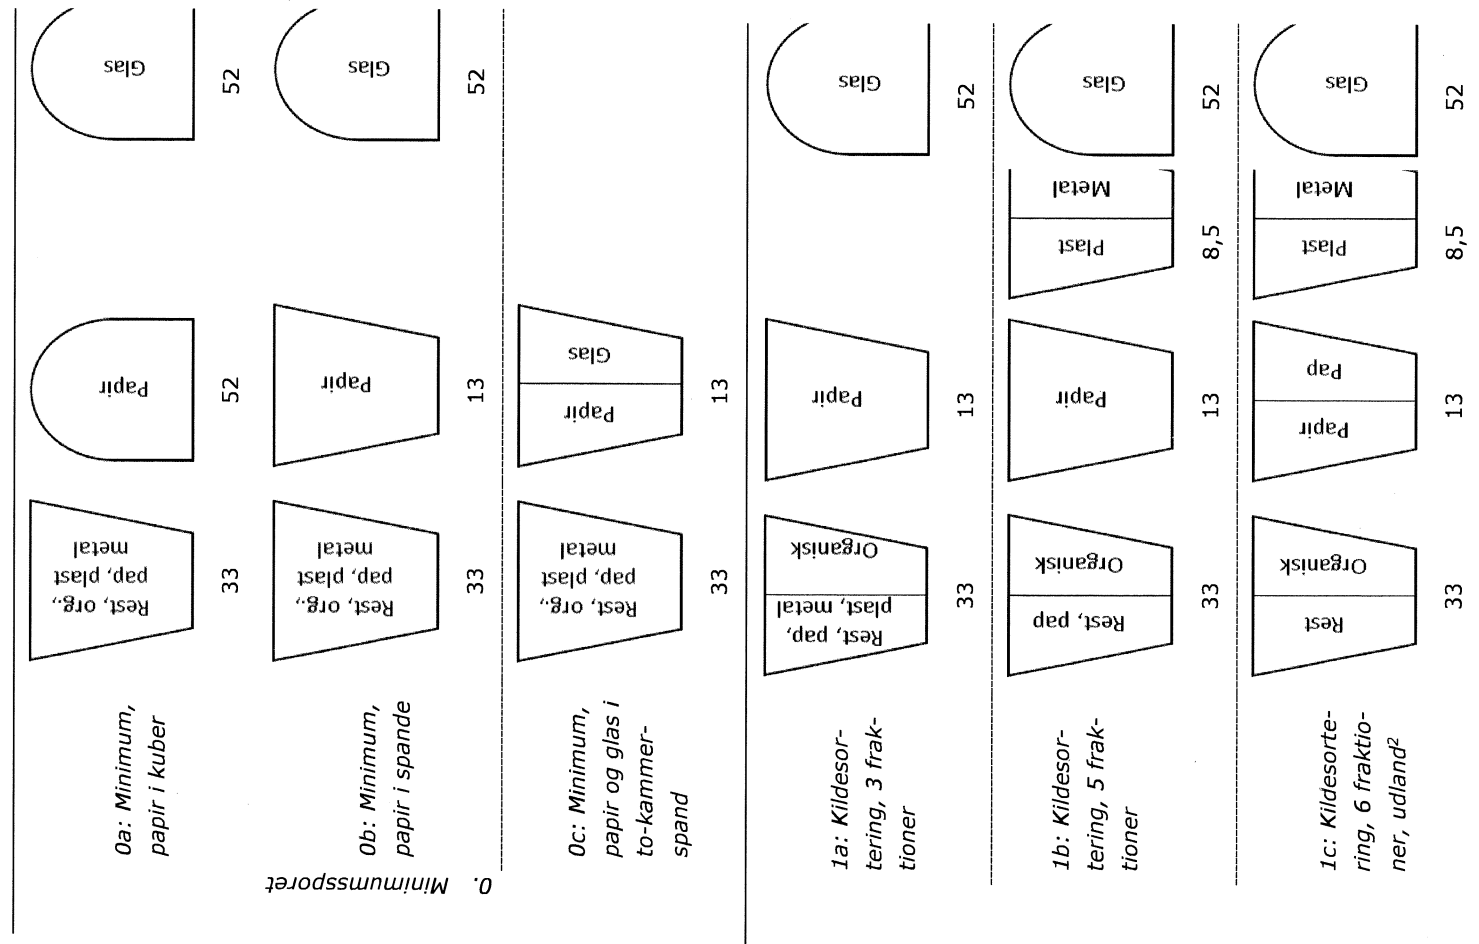 0. Minimumssporet
0a: Minimum,
papir i kuber
Rest, org.,
pap, plast
metal
33
Papir
52
Glas
52
0b: Minimum,
papir i spande
Rest, org.,
pap, plast
metal
33
Papir
13
Glas
52
0c: Minimum,
papir og glas i
to-kammer-
spand
Rest, org.,
pap, plast
metal
33
Papir
Glas
13
1a: Kildesor-
tering, 3 frak-
tioner
Rest, pap,
plast, metal
Organisk
33
Papir
13
Glas
52
1b: Kildesor-
tering, 5 frak-
tioner
Rest, pap
Organisk
33
Papir
13
Plast
Metal
8,5
Glas
52
1c: Kildesorte-
ring, 6 fraktio-
ner, udland²
Rest
Organisk
33
Papir
Pap
13
Plast
Metal
8,5
Glas
52